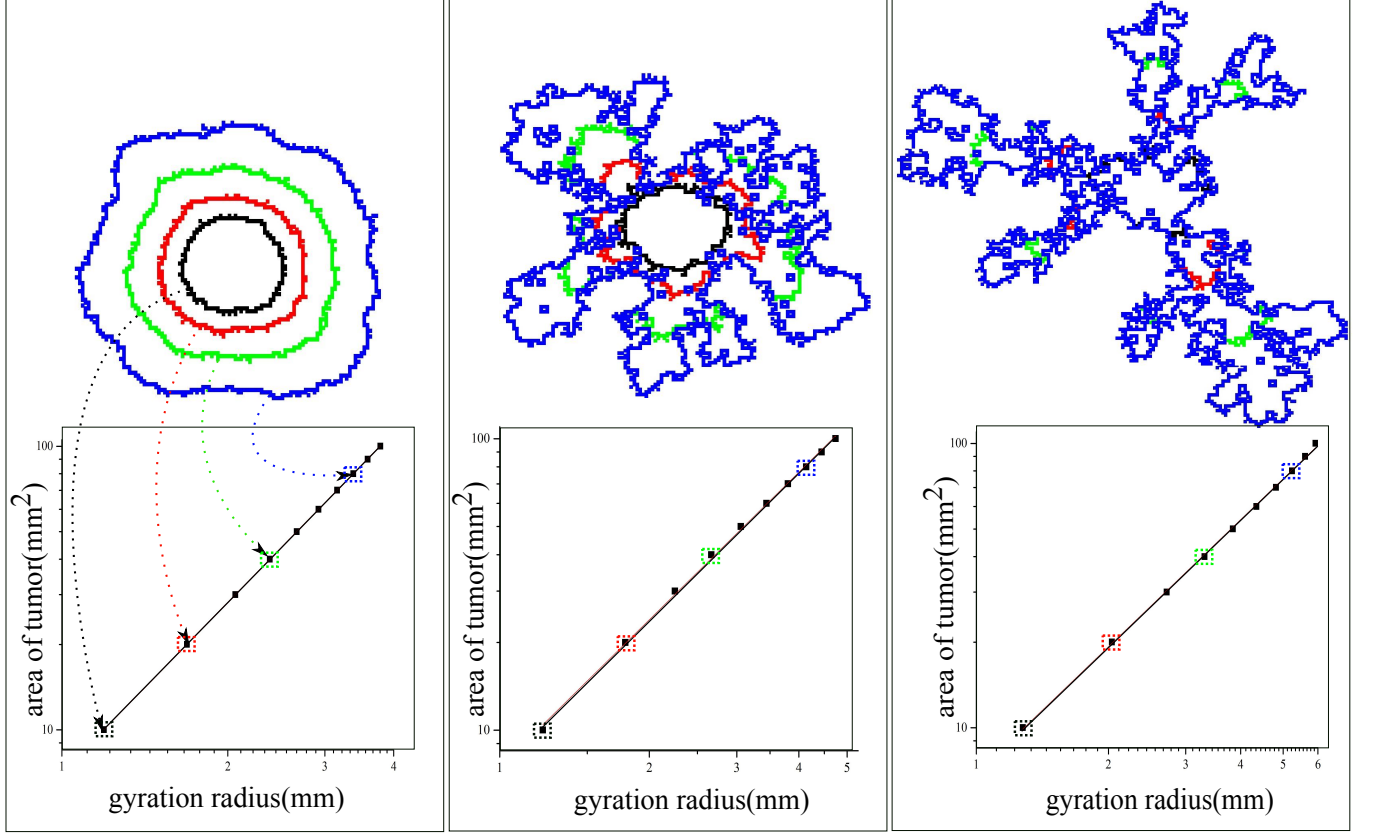 100
10
area of tumor(mm2)
1 2 3 4
gyration radius(mm)
100
10
area of tumor(mm2)
1 2 3 4 5
gyration radius(mm)
100
10
area of tumor(mm2)
1 2 3 4 5 6
gyration radius(mm)